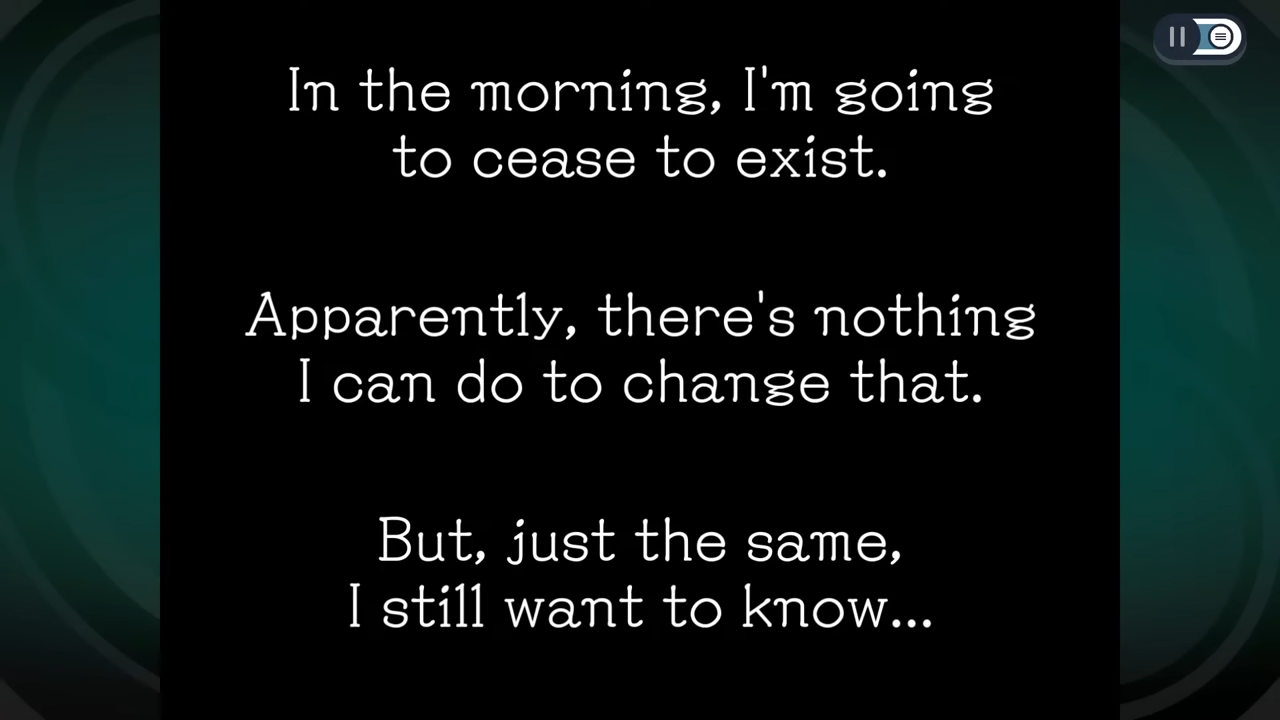 In the morning, I'm going
to cease to exist.
Apparently, there's nothing
I can do to change that.
But, just the same,
I still want to know...